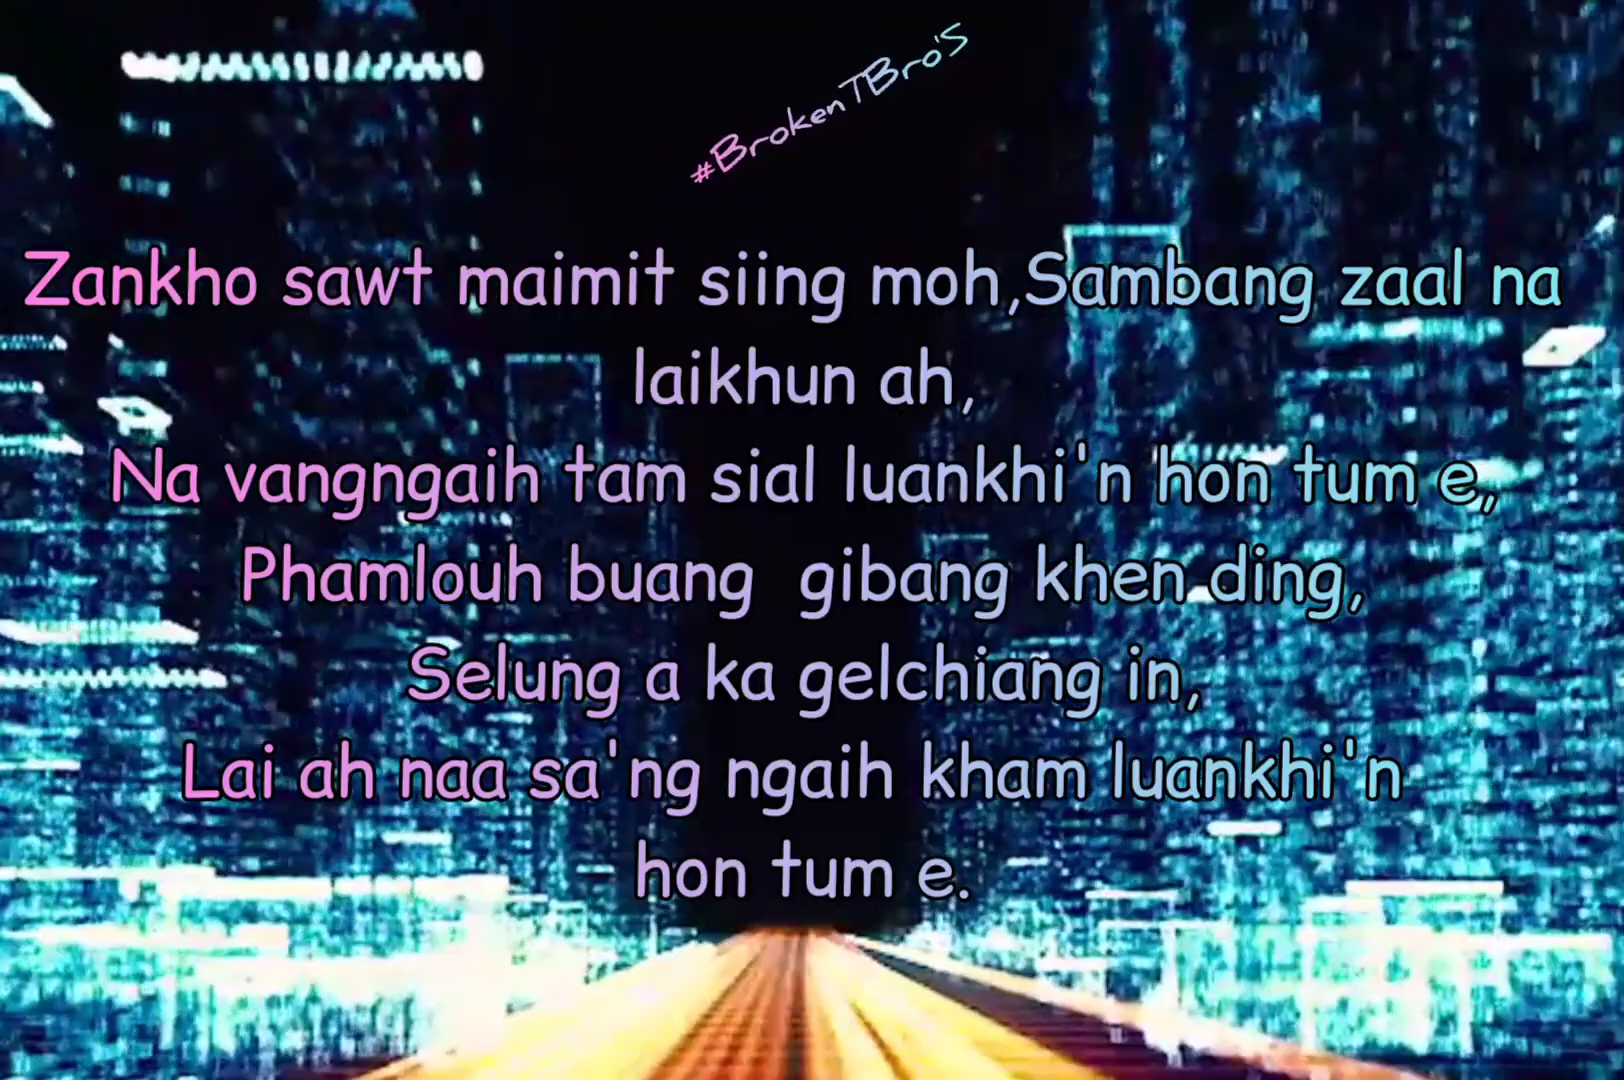 #BrokenTBro'S
Zankho sawt maimit siing moh,Sambang zaal na
laikhun ah,
Na vangngaih tam sial luankhi'n hon tum e,
Phamlouh buang  gibang khen ding,
Selung a ka gelchiang in,
Lai ah naa sa'ng ngaih kham luankhi'n
hon tum e.